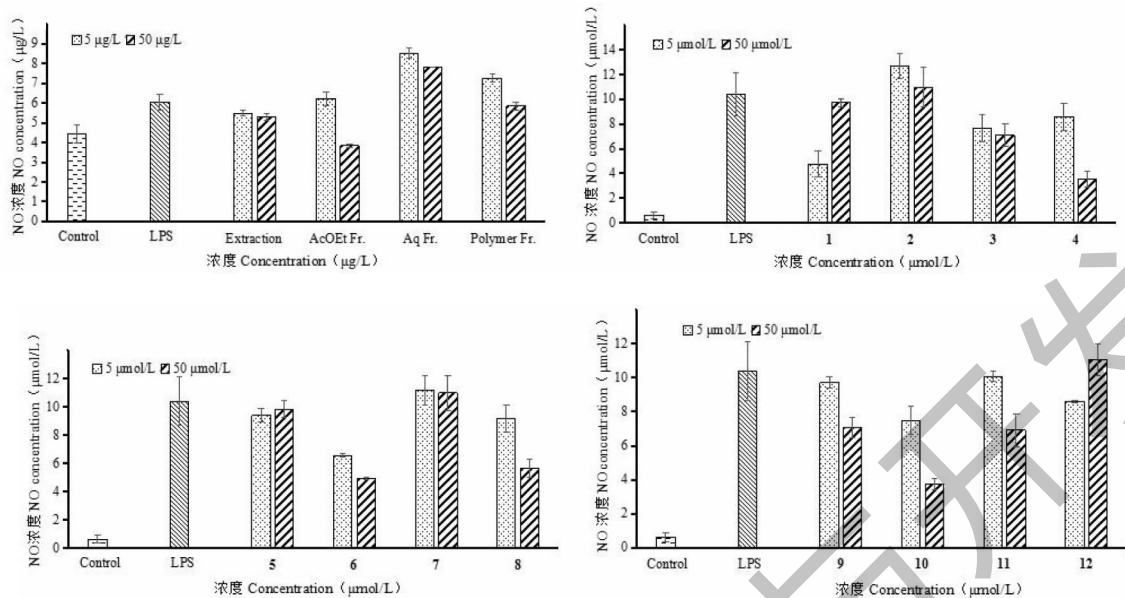 NO浓度 NO concentration（μg/L）
5 μg/L 50 μg/L
9
8
7
6
5
4
3
2
1
0
Control LPS Extraction AcOEt Fr. Aq Fr. Polymer Fr.
浓度 Concentration（μg/L）
NO 浓度 NO concentration（μmol/L）
5 μmol/L 50 μmol/L
14
12
10
8
6
4
2
0
Control LPS 1 2 3 4
浓度 Concentration（μmol/L）
NO浓度 NO concentration（μmol/L）
5 μmol/L 50 μmol/L
12
10
8
6
4
2
0
Control LPS 5 6 7 8
浓度 Concentration（μmol/L）
NO 浓度 NO concentration（μmol/L）
5 μmol/L 50 μmol/L
12
10
8
6
4
2
0
Control LPS 9 10 11 12
浓度 Concentration（μmol/L）
与开发